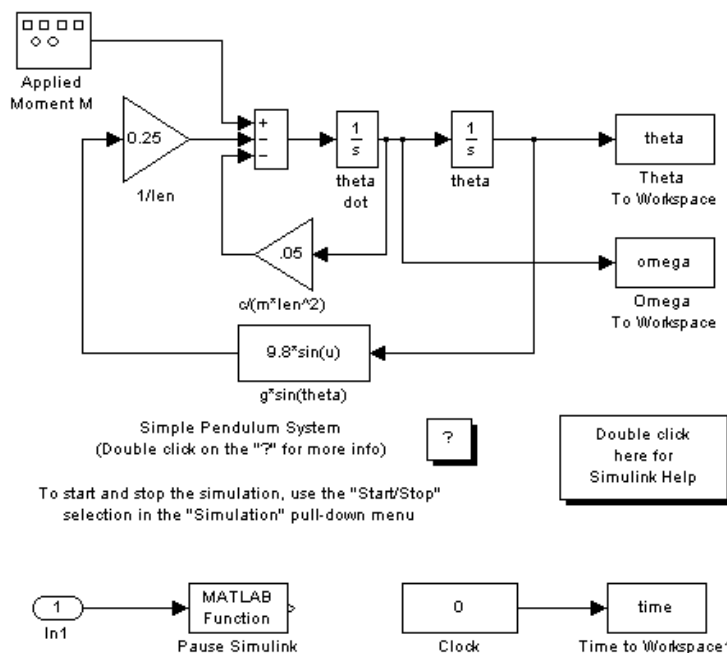 Applied
Moment M
0.25
1/len
+
−
−
1
s
theta
dot
1
s
theta
theta
Theta
To Workspace
.05
c/(m*len^2)
omega
Omega
To Workspace
9.8*sin(u)
g*sin(theta)
Simple Pendulum System
(Double click on the "?" for more info)
?
Double click
here for
Simulink Help
To start and stop the simulation, use the "Start/Stop"
selection in the "Simulation" pull-down menu
1
In1
MATLAB
Function
Pause Simulink
0
Clock
time
Time to Workspace1